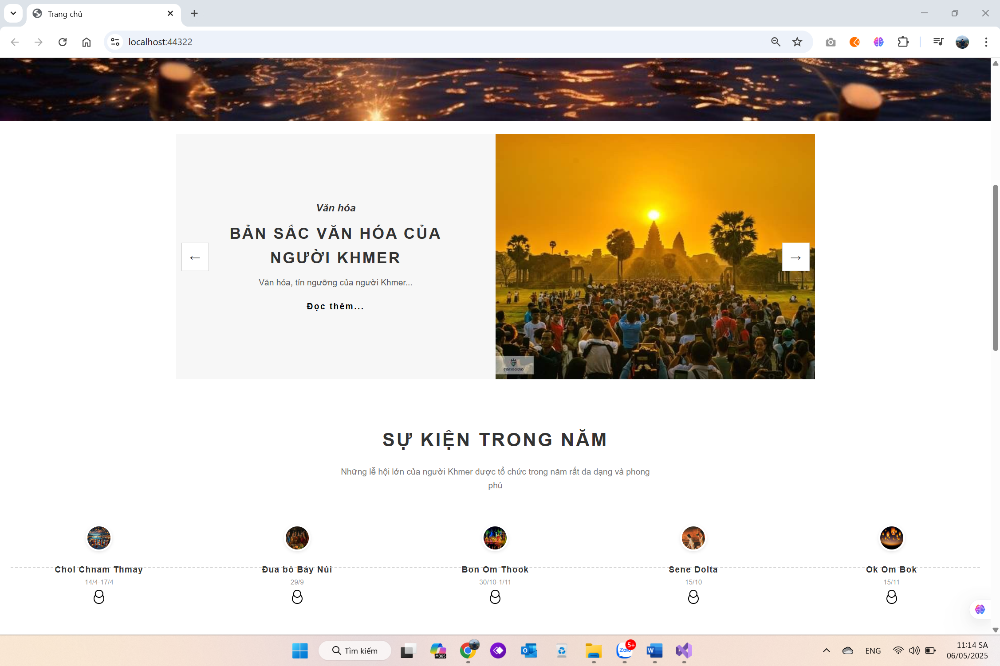 Trang chủ
localhost:44322
Văn hóa
BẢN SẮC VĂN HÓA CỦA
NGƯỜI KHMER
Văn hóa, tín ngưỡng của người Khmer...
Đọc thêm...
cambodia
SỰ KIỆN TRONG NĂM
Những lễ hội lớn của người Khmer được tổ chức trong năm rất đa dạng và phong
phú
Chol Chnam Thmay
14/4-17/4
Đua bò Bảy Núi
29/9
Bon Om Thook
30/10-1/11
Sene Dolta
15/10
Ok Om Bok
15/11
Tìm kiếm
M365
Zalo
5+
ENG
11:14 SA
06/05/2025